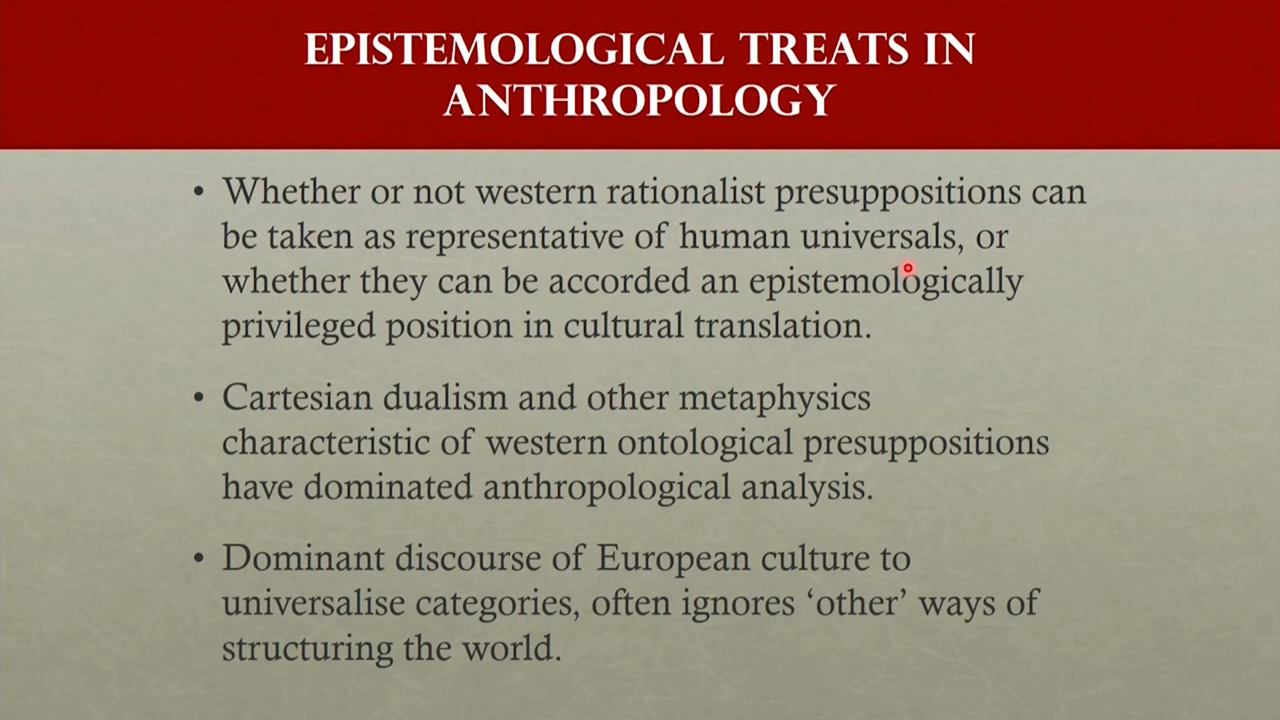 EPISTEMOLOGICAL TREATS IN
ANTHROPOLOGY
• Whether or not western rationalist presuppositions can
be taken as representative of human universals, or
whether they can be accorded an epistemologically
privileged position in cultural translation.
• Cartesian dualism and other metaphysics
characteristic of western ontological presuppositions
have dominated anthropological analysis.
• Dominant discourse of European culture to
universalise categories, often ignores ‘other’ ways of
structuring the world.